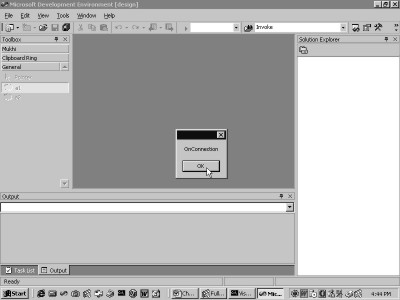 Microsoft Development Environment [design]
File Edit View Tools Window Help
Invoke
Toolbox
Mukhi
Clipboard Ring
General
Pointer
Solution Explorer
OnConnection
OK
Output
Task List Output
Ready
Start Ch... Full... Vis... Mic... 4:44 PM